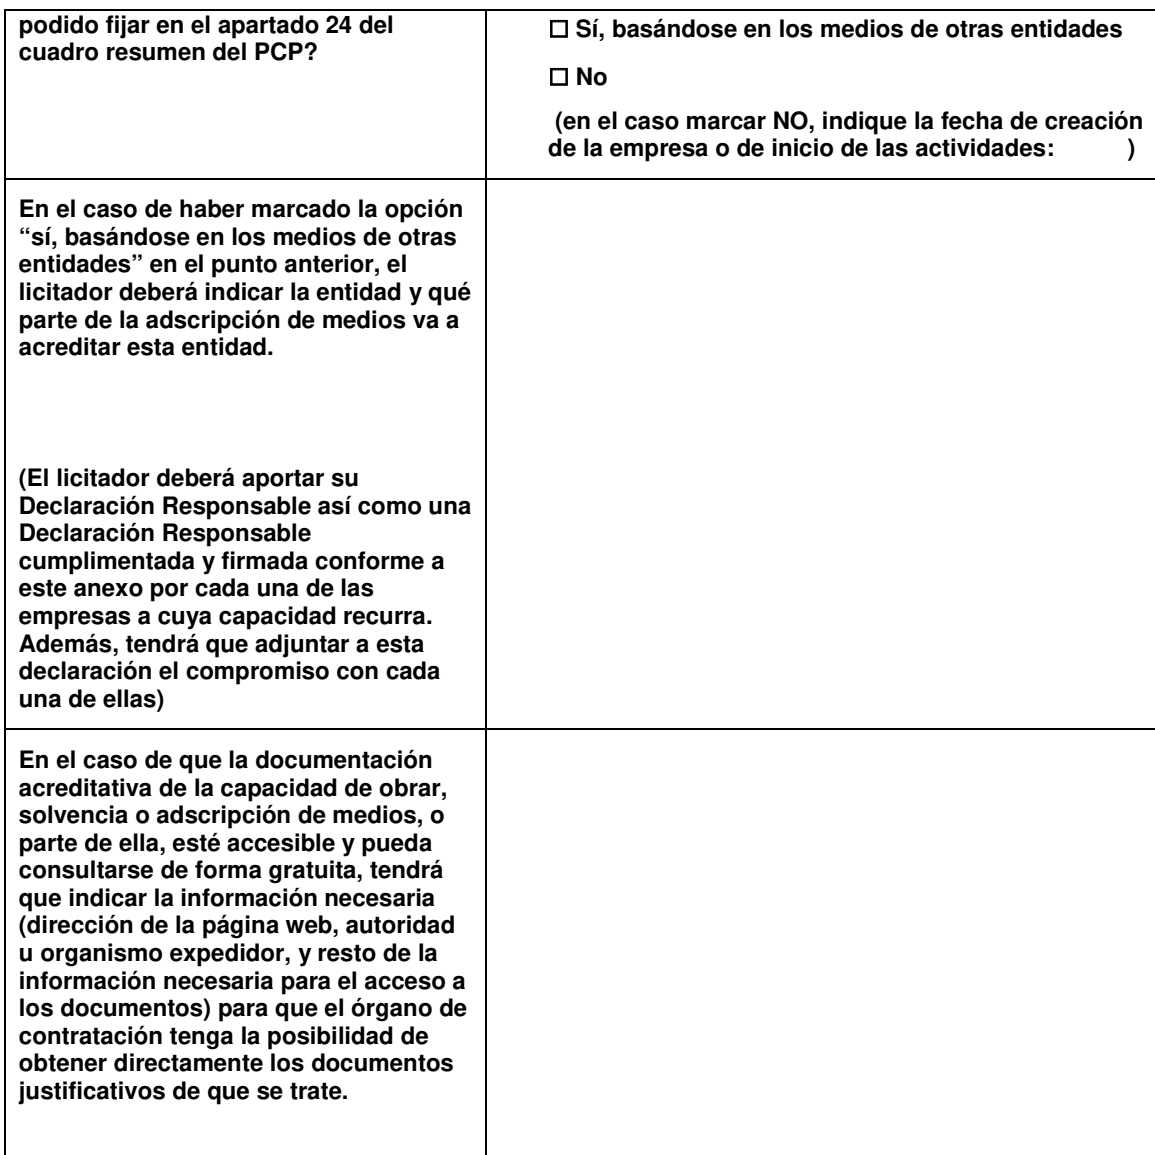 podido fijar en el apartado 24 del
cuadro resumen del PCP?
☐ Sí, basándose en los medios de otras entidades
☐ No
(en el caso marcar NO, indique la fecha de creación
de la empresa o de inicio de las actividades: )
En el caso de haber marcado la opción
“sí, basándose en los medios de otras
entidades” en el punto anterior, el
licitador deberá indicar la entidad y qué
parte de la adscripción de medios va a
acreditar esta entidad.
(El licitador deberá aportar su
Declaración Responsable así como una
Declaración Responsable
cumplimentada y firmada conforme a
este anexo por cada una de las
empresas a cuya capacidad recurra.
Además, tendrá que adjuntar a esta
declaración el compromiso con cada
una de ellas)
En el caso de que la documentación
acreditativa de la capacidad de obrar,
solvencia o adscripción de medios, o
parte de ella, esté accesible y pueda
consultarse de forma gratuita, tendrá
que indicar la información necesaria
(dirección de la página web, autoridad
u organismo expedidor, y resto de la
información necesaria para el acceso a
los documentos) para que el órgano de
contratación tenga la posibilidad de
obtener directamente los documentos
justificativos de que se trate.